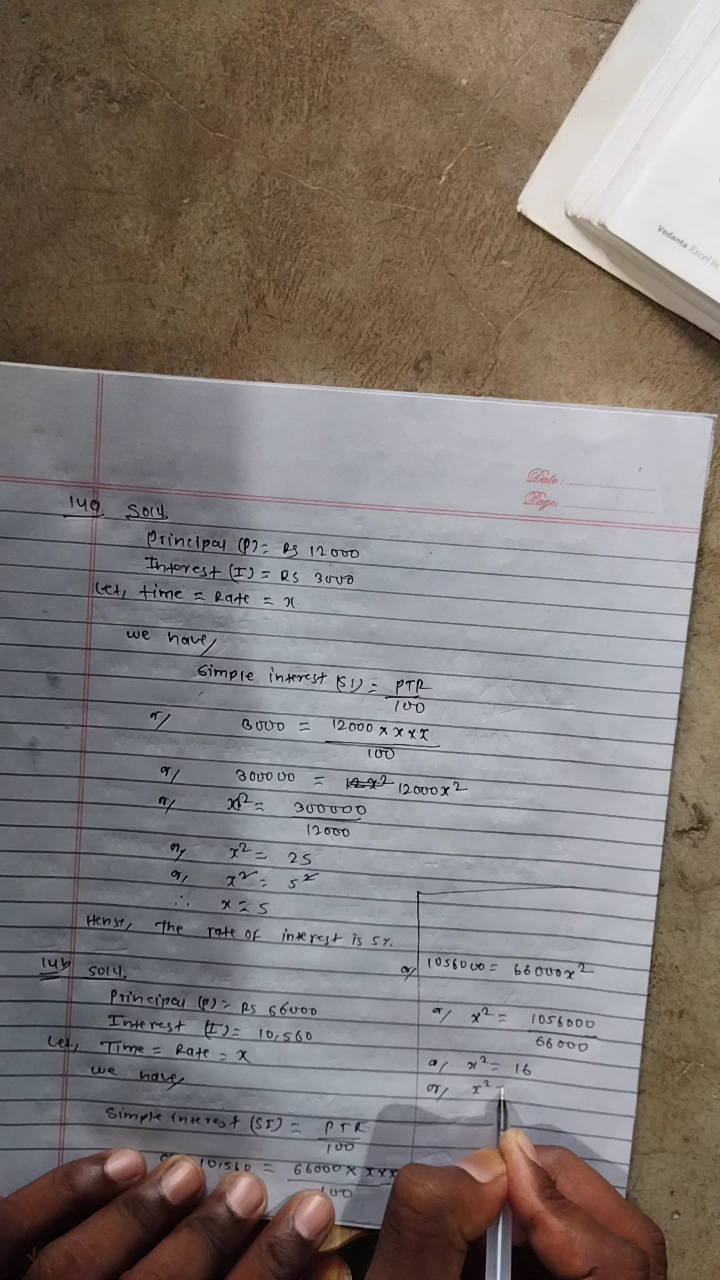 Vedanta Excel in
Date:
Page:
14a Soln.
Principal (P) = Rs 12000
Interest (I) = Rs 3000
Let, time = Rate = x
we have,
Simple interest (SI) = PTR/100
or, 3000 = 12000 × x × x/100
or, 300000 = 12000x²
or, x² = 300000/12000
or, x² = 25
or, x² = 5²
∴ x = 5
Hense, the rate of interest is 5%.
14b Soln.
Principal (P) = Rs 66000
Interest (I) = 10,560
Let, Time = Rate = x
we have,
Simple interest (SI) = PTR/100
10,560 = 66000 × x × x/100
or, 1056000 = 66000x²
or, x² = 1056000/66000
or, x² = 16
or, x² =